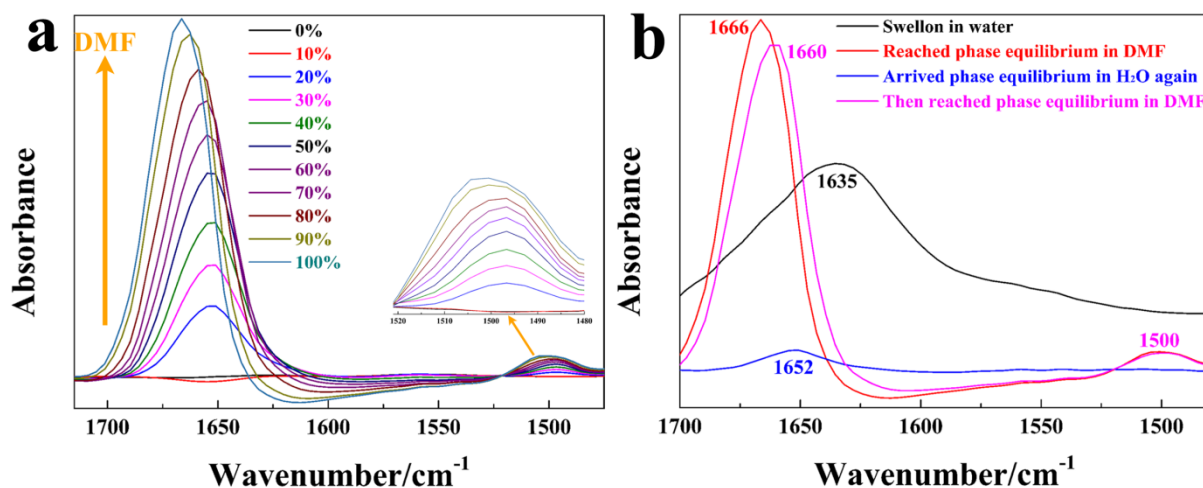 a
DMF
0%
10%
20%
30%
40%
50%
60%
70%
80%
90%
100%
1520 1510 1500 1490 1480
Absorbance
1700 1650 1600 1550 1500
Wavenumber/cm-1
b
Swellon in water
Reached phase equilibrium in DMF
Arrived phase equilibrium in H2O again
Then reached phase equilibrium in DMF
1666
1660
1635
1652
1500
Absorbance
1700 1650 1600 1550 1500
Wavenumber/cm-1